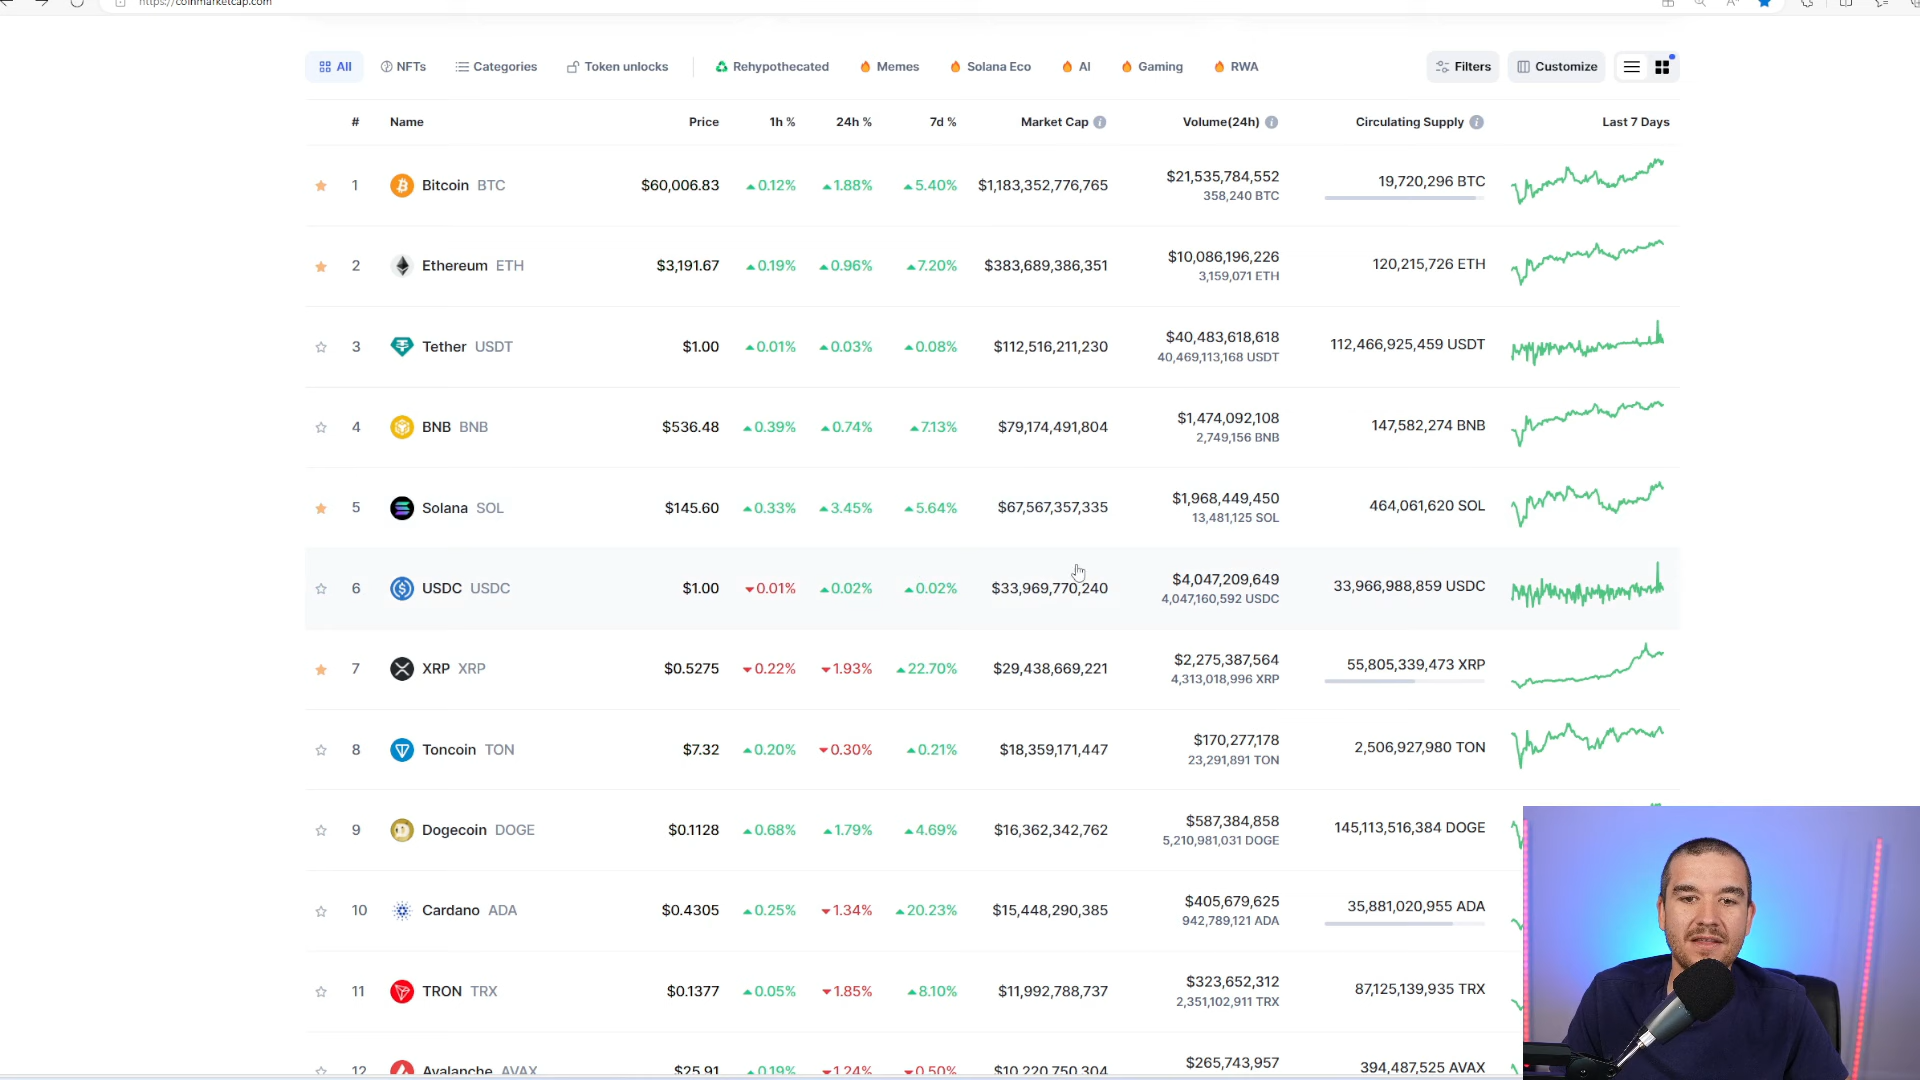 https://coinmarketcap.com
All NFTs Categories Token unlocks Rehypothecated Memes Solana Eco AI Gaming RWA Filters Customize
# Name Price 1h % 24h % 7d % Market Cap Volume(24h) Circulating Supply Last 7 Days
1 Bitcoin BTC $60,006.83 0.12% 1.88% 5.40% $1,183,352,776,765 $21,535,784,552 19,720,296 BTC
358,240 BTC
2 Ethereum ETH $3,191.67 0.19% 0.96% 7.20% $383,689,386,351 $10,086,196,226 120,215,726 ETH
3,159,071 ETH
3 Tether USDT $1.00 0.01% 0.03% 0.08% $112,516,211,230 $40,483,618,618 112,466,925,459 USDT
40,469,113,168 USDT
4 BNB BNB $536.48 0.39% 0.74% 7.13% $79,174,491,804 $1,474,092,108 147,582,274 BNB
2,749,156 BNB
5 Solana SOL $145.60 0.33% 3.45% 5.64% $67,567,357,335 $1,968,449,450 464,061,620 SOL
13,481,125 SOL
6 USDC USDC $1.00 0.01% 0.02% 0.02% $33,969,770,240 $4,047,209,649 33,966,988,859 USDC
4,047,160,592 USDC
7 XRP XRP $0.5275 0.22% 1.93% 22.70% $29,438,669,221 $2,275,387,564 55,805,339,473 XRP
4,313,018,996 XRP
8 Toncoin TON $7.32 0.20% 0.30% 0.21% $18,359,171,447 $170,277,178 2,506,927,980 TON
23,291,891 TON
9 Dogecoin DOGE $0.1128 0.68% 1.79% 4.69% $16,362,342,762 $587,384,858 145,113,516,384 DOGE
5,210,981,031 DOGE
10 Cardano ADA $0.4305 0.25% 1.34% 20.23% $15,448,290,385 $405,679,625 35,881,020,955 ADA
942,789,121 ADA
11 TRON TRX $0.1377 0.05% 1.85% 8.10% $11,992,788,737 $323,652,312 87,125,139,935 TRX
2,351,102,911 TRX
12 Avalanche AVAX $25.91 0.19% 1.24% 0.50% $10,220,750,304 $265,743,957 394,487,525 AVAX